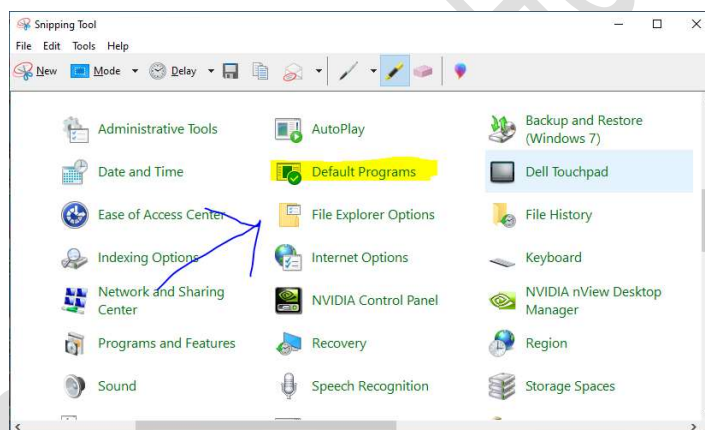 Snipping Tool
File Edit Tools Help
New Mode Delay
Administrative Tools
AutoPlay
Backup and Restore
(Windows 7)
Date and Time
Default Programs
Dell Touchpad
Ease of Access Center
File Explorer Options
File History
Indexing Options
Internet Options
Keyboard
Network and Sharing
Center
NVIDIA Control Panel
NVIDIA nView Desktop
Manager
Programs and Features
Recovery
Region
Sound
Speech Recognition
Storage Spaces